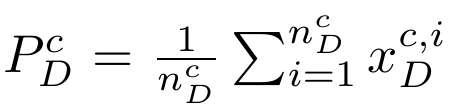 $P_D^c = \frac{1}{n_D^c} \sum_{i=1}^{n_D^c} x_D^{c,i}$